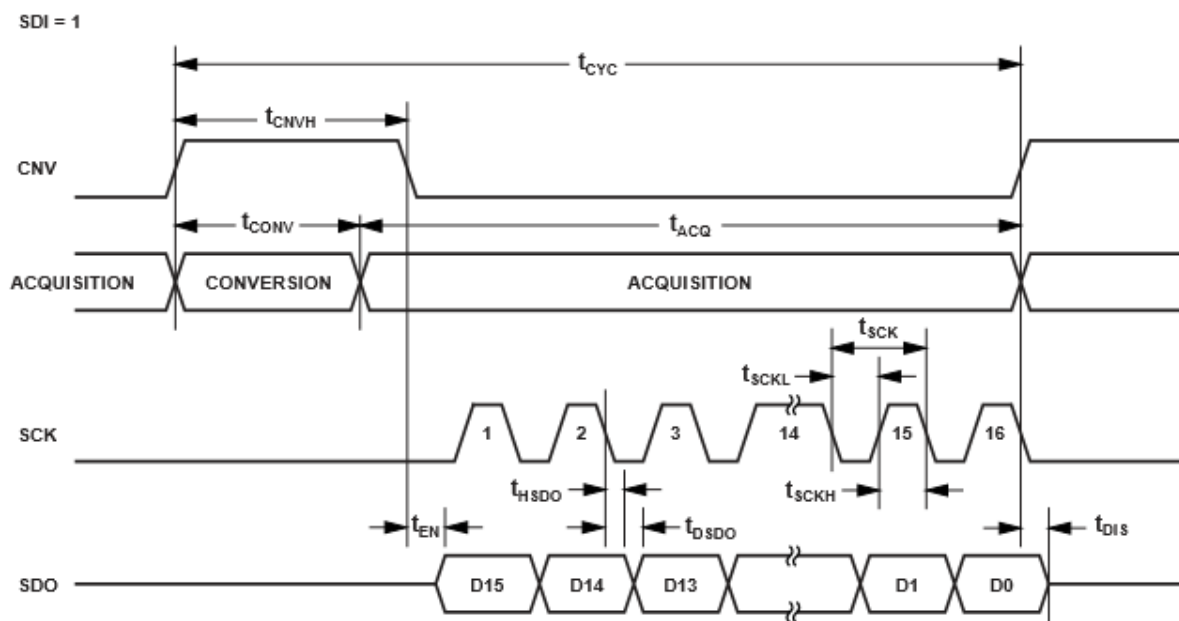 SDI = 1
tCYC
tCNVH
CNV
tCONV
tACQ
ACQUISITION CONVERSION ACQUISITION
tSCK
tSCKL
SCK 1 2 3 14 15 16
tHSDO tSCKH
tEN tDSDO tDIS
SDO D15 D14 D13 D1 D0